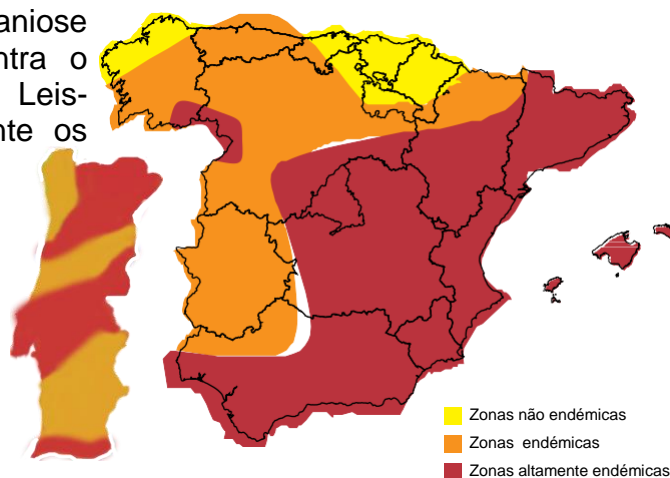 aniose
ntra o
Leis-
nte os
Zonas não endémicas
Zonas endémicas
Zonas altamente endémicas